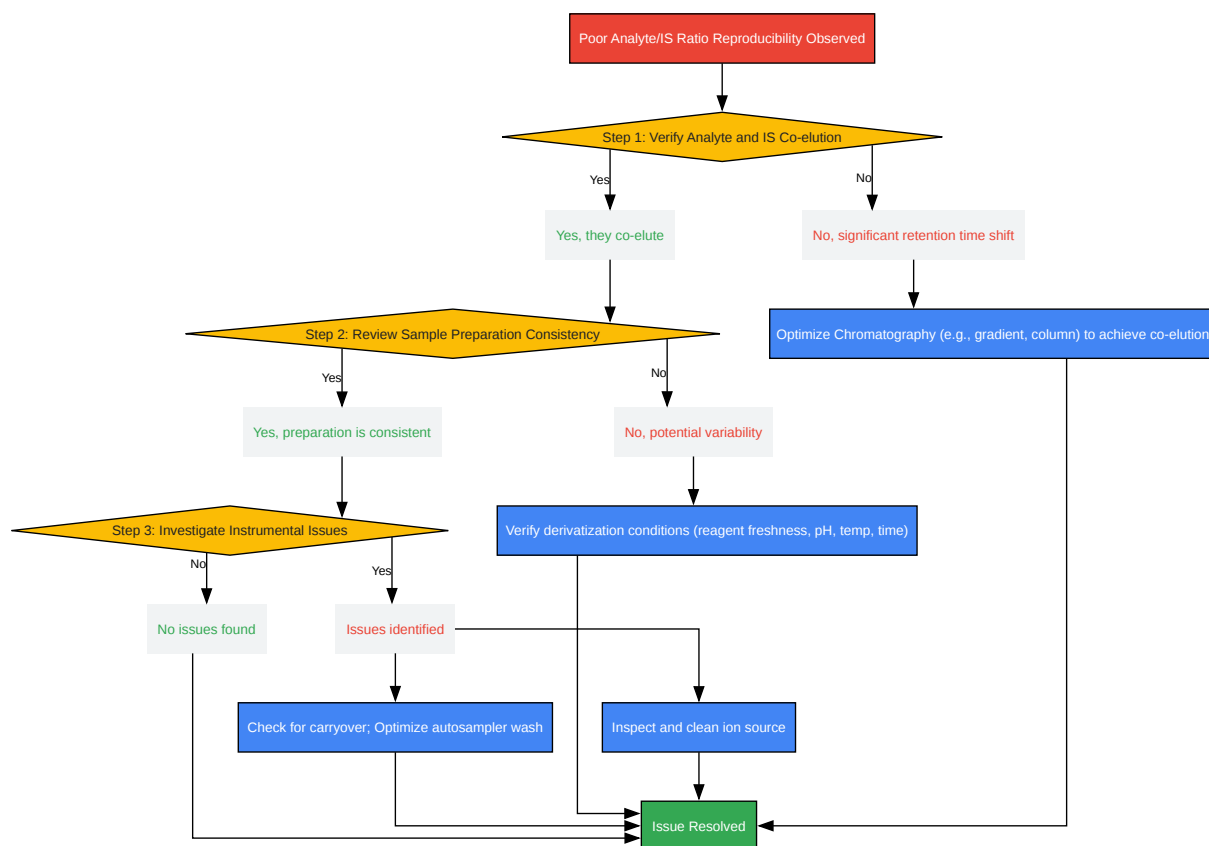 Poor Analyte/IS Ratio Reproducibility Observed
Step 1: Verify Analyte and IS Co-elution
Yes
No
Yes, they co-elute
No, significant retention time shift
Step 2: Review Sample Preparation Consistency
Optimize Chromatography (e.g., gradient, column) to achieve co-elution
Yes
No
Yes, preparation is consistent
No, potential variability
Step 3: Investigate Instrumental Issues
Verify derivatization conditions (reagent freshness, pH, temp, time)
No
Yes
No issues found
Issues identified
Check for carryover; Optimize autosampler wash
Inspect and clean ion source
Issue Resolved